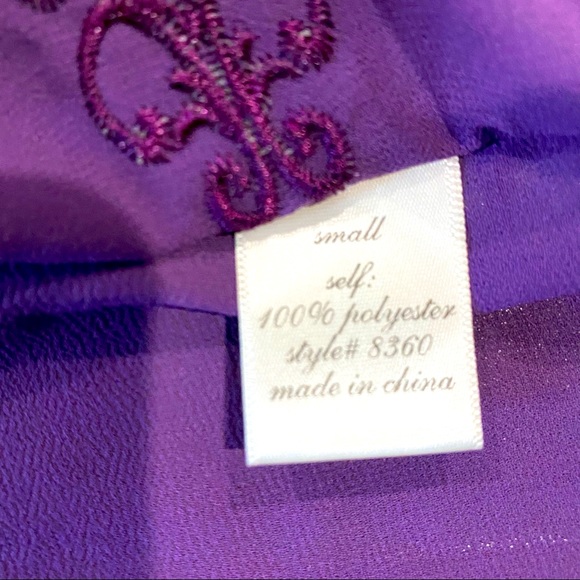 small
self:
100% polyester
style# 8360
made in china